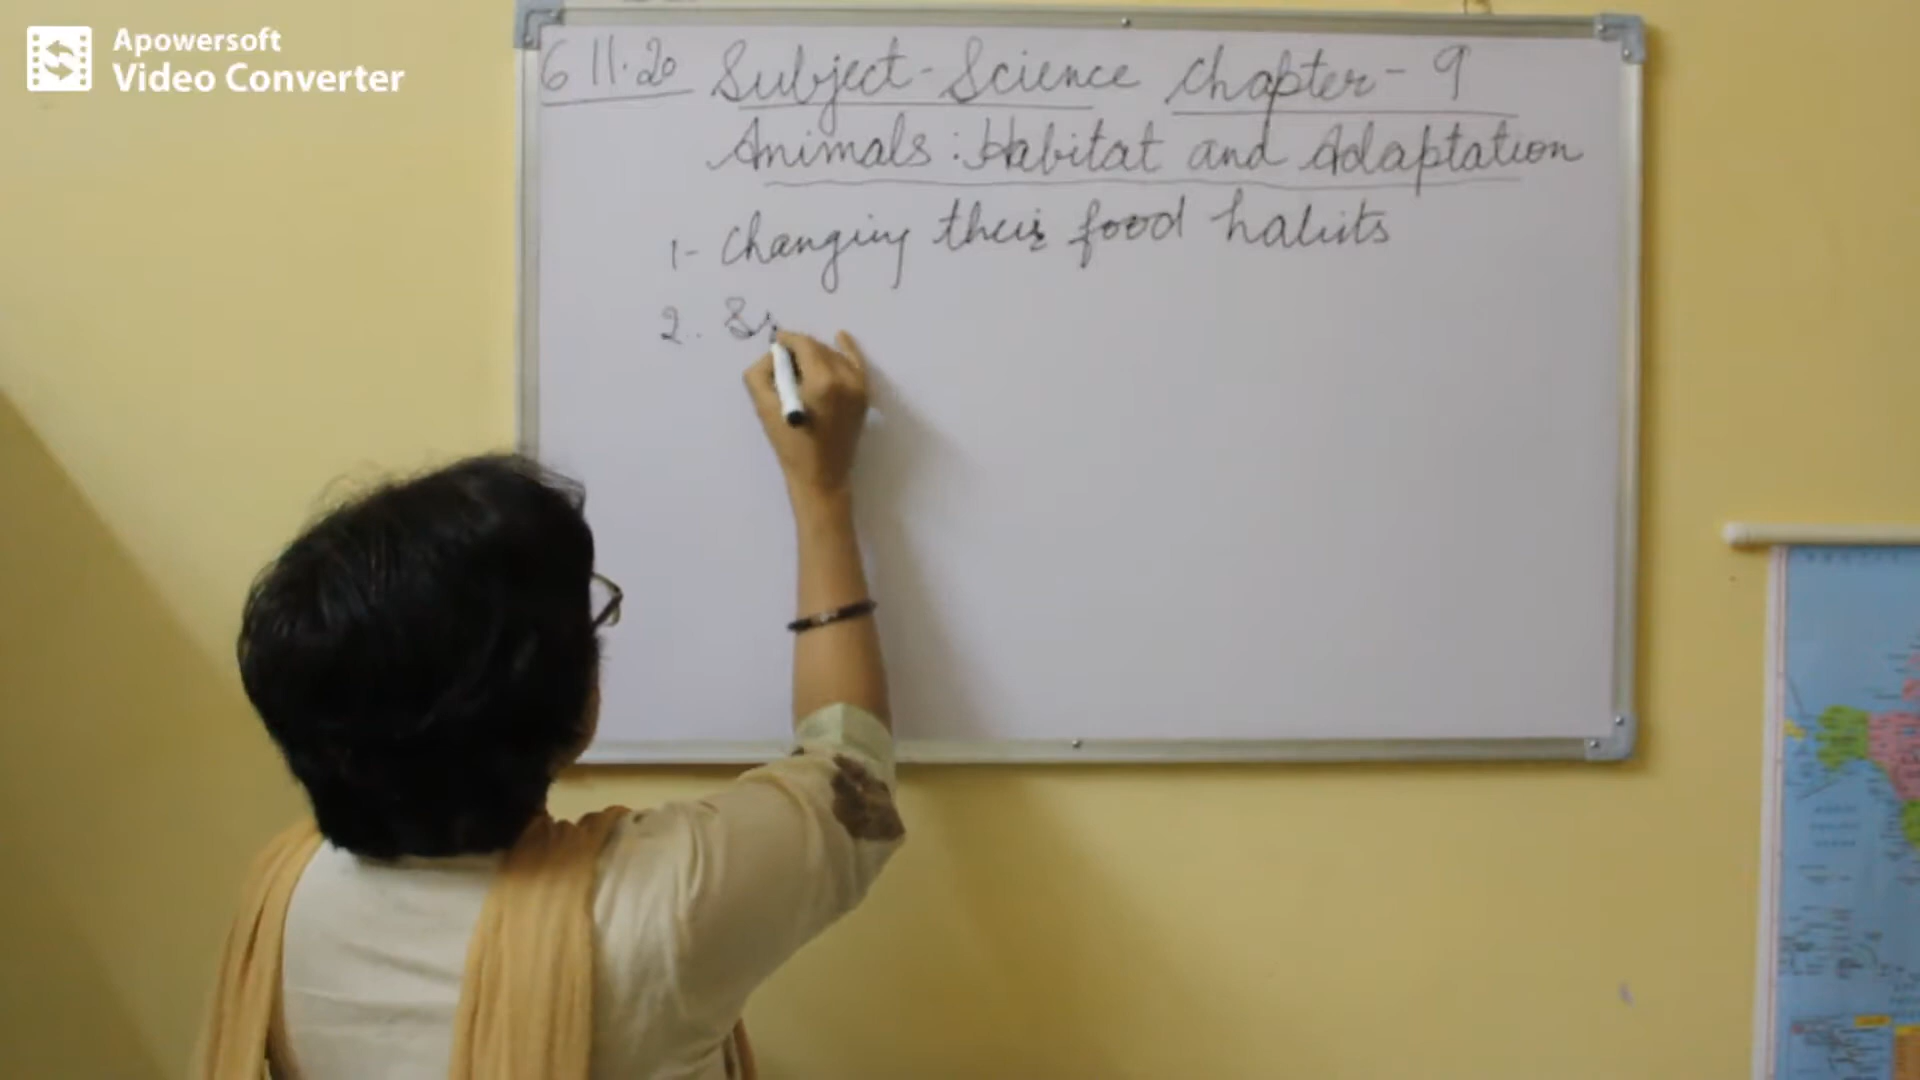 Apowersoft
Video Converter
6 11.20 Subject-Science Chapter-9
Animals: Habitat and Adaptation
1- Changing their food habits
2.